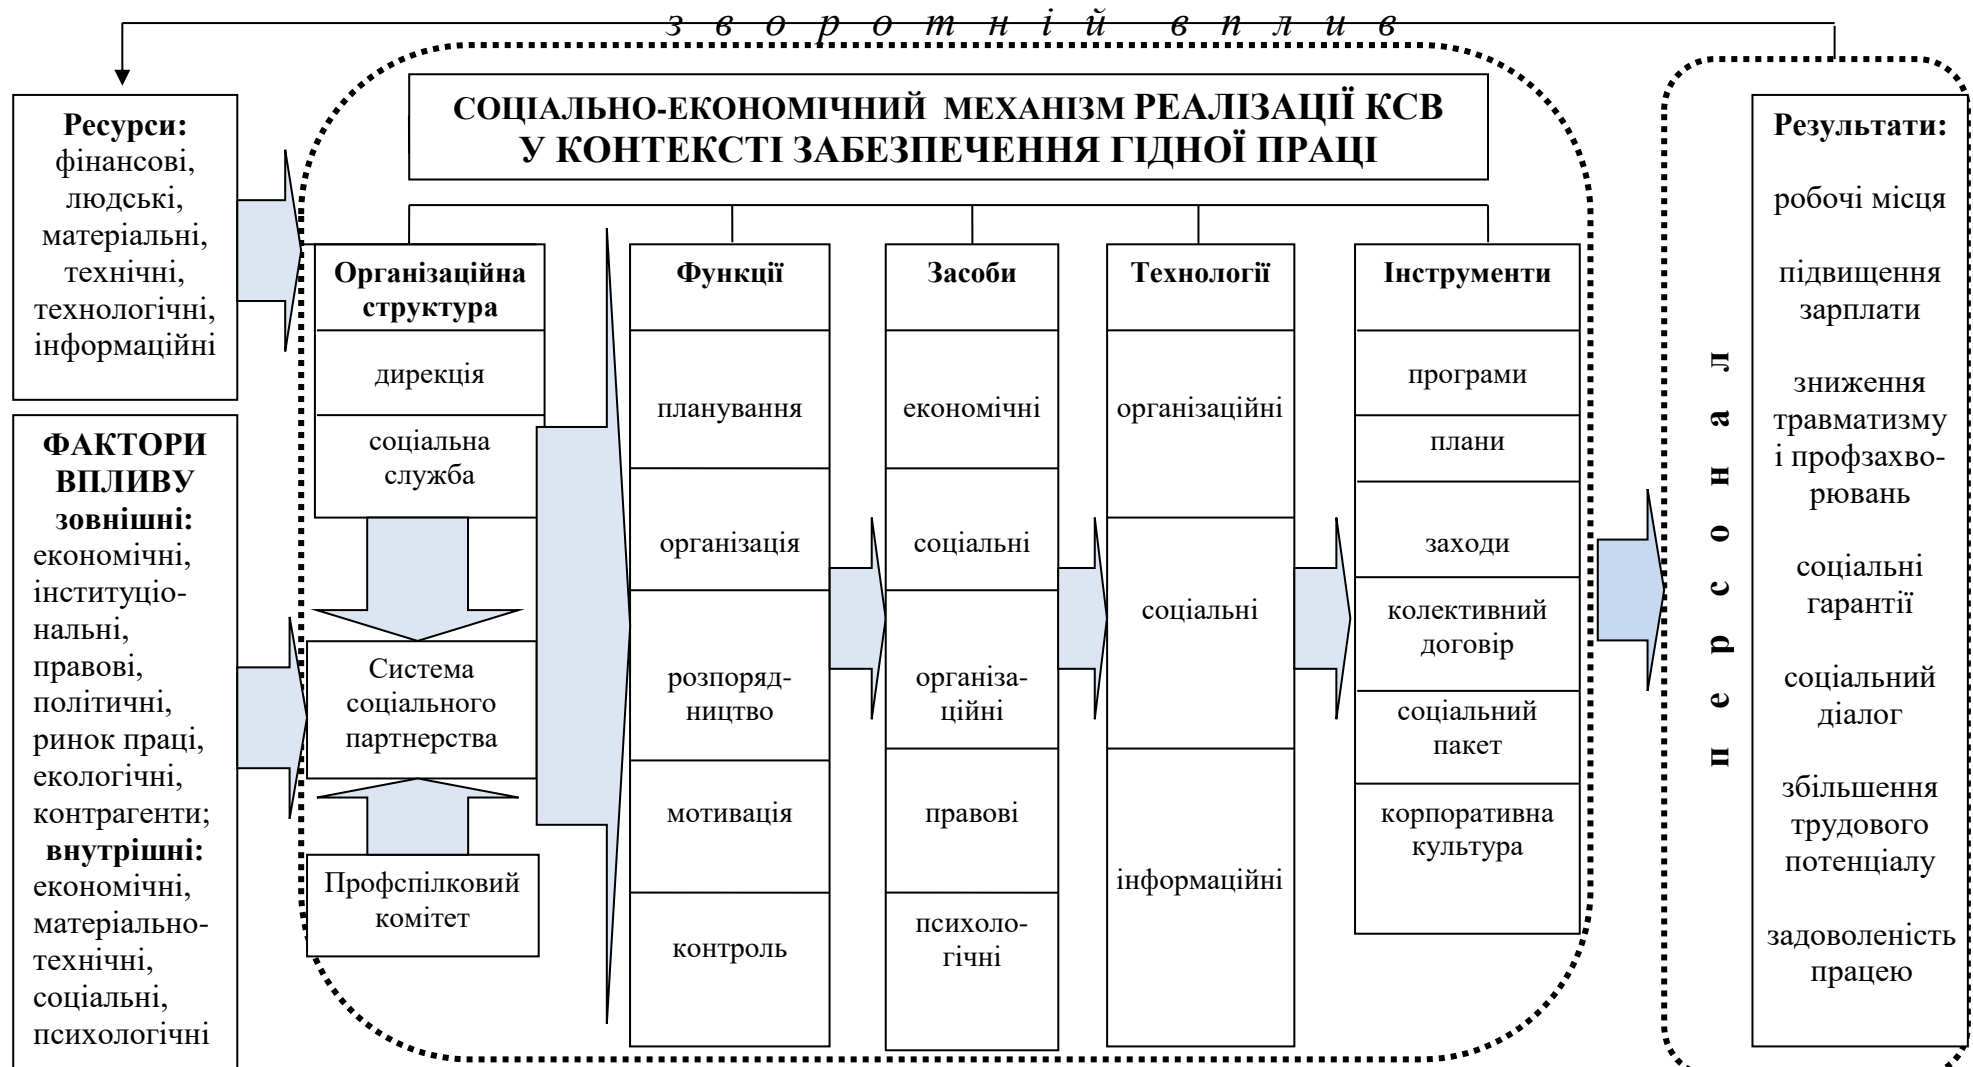 з в о р о т н і й в п л и в
СОЦІАЛЬНО-ЕКОНОМІЧНИЙ МЕХАНІЗМ РЕАЛІЗАЦІЇ КСВ
У КОНТЕКСТІ ЗАБЕЗПЕЧЕННЯ ГІДНОЇ ПРАЦІ
Ресурси:
фінансові,
людські,
матеріальні,
технічні,
технологічні,
інформаційні
ФАКТОРИ
ВПЛИВУ
зовнішні:
економічні,
інституціо-
нальні,
правові,
політичні,
ринок праці,
екологічні,
контрагенти;
внутрішні:
економічні,
матеріально-
технічні,
соціальні,
психологічні
Організаційна
структура
дирекція
соціальна
служба
Система
соціального
партнерства
Профспілковий
комітет
Функції
планування
організація
розпоряд-
ництво
мотивація
контроль
Засоби
економічні
соціальні
організа-
ційні
правові
психоло-
гічні
Технології
організаційні
соціальні
інформаційні
Інструменти
програми
плани
заходи
колективний
договір
соціальний
пакет
корпоративна
культура
п е р с о н а л
Результати:
робочі місця
підвищення
зарплати
зниження
травматизму
і профзахво-
рювань
соціальні
гарантії
соціальний
діалог
збільшення
трудового
потенціалу
задоволеність
працею